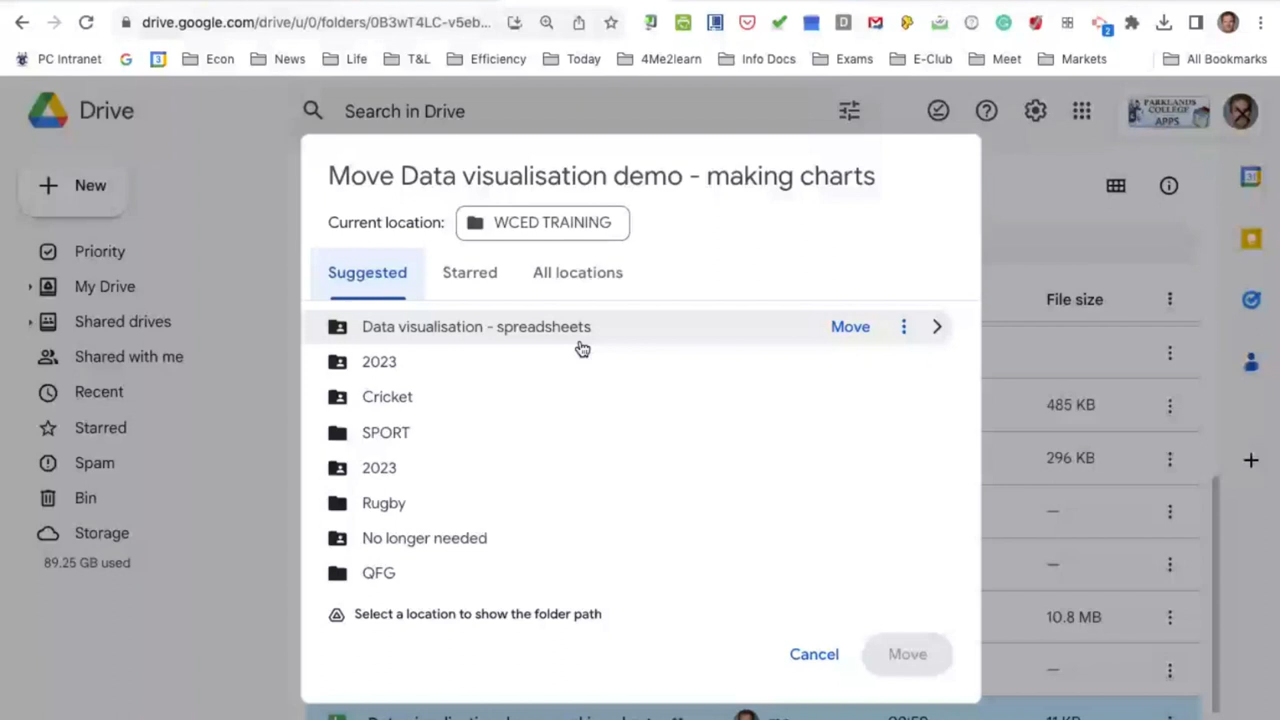 drive.google.com/drive/u/0/folders/0B3wT4LC-v5eb...
2
PC Intranet
Econ
News
Life
T&L
Efficiency
Today
4Me2learn
Info Docs
Exams
E-Club
Meet
Markets
All Bookmarks
Drive
Search in Drive
PARKLANDS
COLLEGE
APPS
New
Priority
My Drive
Shared drives
Shared with me
Recent
Starred
Spam
Bin
Storage
89.25 GB used
Move Data visualisation demo - making charts
Current location: WCED TRAINING
Suggested
Starred
All locations
Data visualisation - spreadsheets
Move
2023
Cricket
SPORT
2023
Rugby
No longer needed
QFG
Select a location to show the folder path
Cancel
Move
File size
485 KB
296 KB
—
—
10.8 MB
—